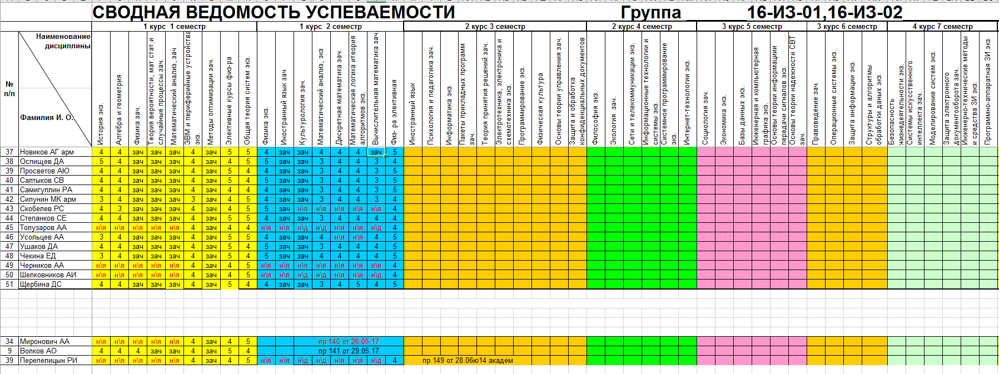 СВОДНАЯ ВЕДОМОСТЬ УСПЕВАЕМОСТИ Группа 16-ИЗ-01,16-ИЗ-02
1 курс 1 семестр 1 курс 2 семестр 2 курс 3 семестр 2 курс 4 семестр 3 курс 5 семестр 3 курс 6 семестр 4 курс 7 семестр
№ п/п
Наименование дисциплины
Фамилия И. О.
История экз.
Алгебра и геометрия
Физика зач.
Теория вероятности, мат.стат.и случайные процессы зач.
Математический анализ, зач
ЭВМ и периферийные устройства экз.
Методы оптимизации зач.
Элективные курсы физ-ра
Общая теория систем экз.
Физика экз.
Иностранный язык зач
Культурология зач.
Математический анализ, экз
Дискретная математика зач.
Математическая логика итеория алгоритмов экз.
Вычислительная математика зач.
Физ- ра элективная
Иностранный язык
Психология и педагогика зач.
Информатика экз.
Пакеты прикладных программ зач.
Теория принятия решений зач.
Электротехника, электроника и схемотехника экз.
Программирование экз.
Физическая культура
Основы теории управления зач.
Защита и обработка конфиденциальных документов
Философия экз.
Экология зач.
Сети и телекоммуникации экз.
Информационные технологии и системы экз.
Системное программирование экз.
Интернет-технологии экз.
Социология зач.
Экономика экз.
Базы данных экз.
Инженерная и компьютерная графика экз.
Основы теории информациии передачи сигналов экз.
Основы теории надежности СВТ зач.
Правоведение зач.
Операционные системы экз.
Защита информации экз.
Структуры и алгоритмы обработки данных экз.
Безопасность жизнедеятельности экз.
Системы искусственного интеллекта зач.
Моделирование систем экз.
Защита электронного документооборота зач.
Инженерно-технические методы и средства ЗИ экз.
Программно-аппаратная ЗИ экз.
37 Новиков АГ арм 4 4 зач зач зач 4 зач 5 5 4 зач зач 4 4 4 зач 5
38 Оспищев ДА 5 4 зач зач зач 4 зач 4 4 5 зач зач 3 4 4 3 4
39 Просветов АЮ 4 4 зач зач зач 4 зач 5 4 4 зач зач 3 4 4 3 5
40 Салтыков СВ 4 4 зач зач зач 4 зач 5 4 5 зач зач 3 4 4 3 5
41 Самигуллин РА 4 4 зач зач зач 4 зач 4 4 4 зач зач 3 4 4 3 5
42 Сипунин МК арм 3 4 зач зач зач 3 зач 4 5 4 зач зач 3 4 4 3 4
43 Скобелев РС 4 3 зач зач зач 4 зач 4 5 5 зач н\я н\я н\я н\я н\я 4
44 Степанков СЕ 4 4 зач зач зач 4 зач 5 5 4 зач зач 3 4 4 4 4
45 Толузаров АА н\я н\я н\я н\я н\я 4 зач 4 4 н\я н\я н\д н\д н\я н\я н\д 4
46 Усольцев АА 3 4 зач зач зач 4 зач 5 5 4 зач зач 4 н\я н\я 4 5
47 Ушаков ДА 4 4 зач зач зач 4 зач 5 4 5 зач зач 3 4 4 4 5
48 Чекина ЕД 3 4 зач зач зач 4 зач 5 4 5 зач зач 4 4 4 4 5
49 Черников АА н\я н\я н\я н\я н\я 4 зач 4 5 н\я н\я н\я н\я н\я н\я н\я 4
50 Шелковников АИ н\я н\я н\я н\я н\я 4 зач 4 5 н\я н\я н\д н\д н\я н\я н\д 4
51 Щербина ДС 4 4 зач зач зач 4 зач 5 4 4 зач зач 3 4 5 4 5
34 Миронович АА н\я н\я н\я н\я н\я 4 зач 4 5 пр 140 от 26.05.17
9 Волков АО 4 4 4 зач зач 4 зач 5 4 пр 141 от 29.05.17
39 Перепелицын РИ н\я н\я н\я н\я н\я 4 зач 4 5 н\я н\я н\д н\д н\я н\я н\д 4 пр 149 от 28.06ю14 академ